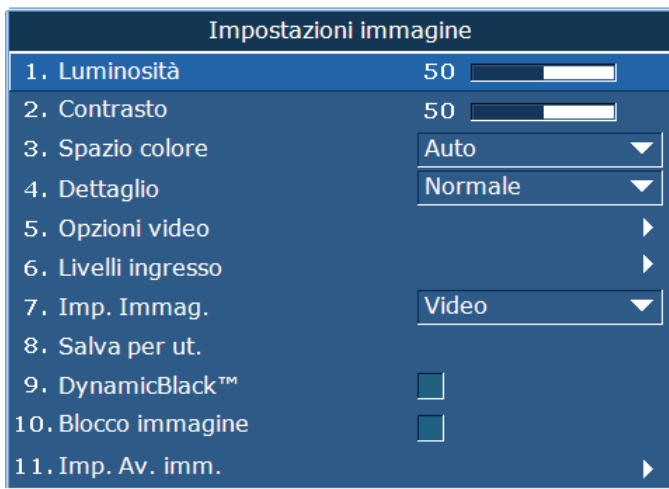 Impostazioni immagine
1. Luminosità 50
2. Contrasto 50
3. Spazio colore Auto
4. Dettaglio Normale
5. Opzioni video
6. Livelli ingresso
7. Imp. Immag. Video
8. Salva per ut.
9. DynamicBlack™
10. Blocco immagine
11. Imp. Av. imm.